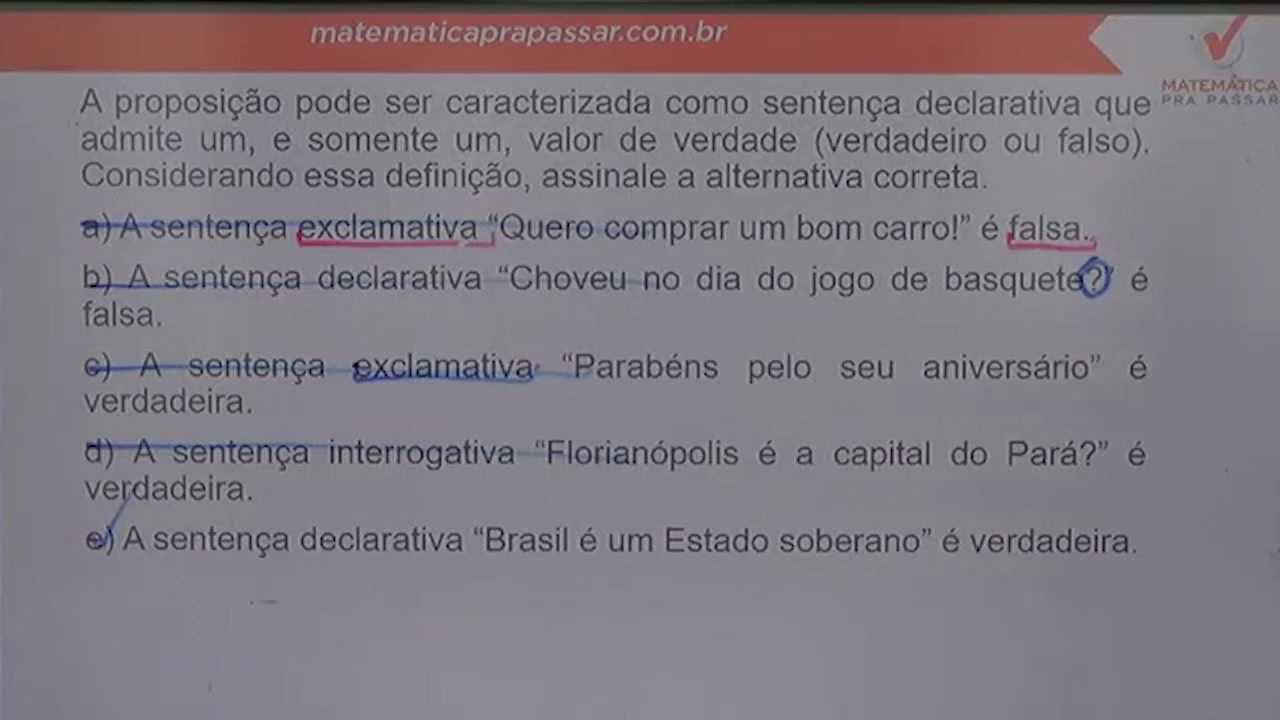 matematicaprapassar.com.br
MATEMÁTICA
PRA PASSAR
A proposição pode ser caracterizada como sentença declarativa que
admite um, e somente um, valor de verdade (verdadeiro ou falso).
Considerando essa definição, assinale a alternativa correta.
a) A sentença exclamativa “Quero comprar um bom carro!” é falsa.
b) A sentença declarativa “Choveu no dia do jogo de basquete?” é
falsa.
c) A sentença exclamativa “Parabéns pelo seu aniversário” é
verdadeira.
d) A sentença interrogativa “Florianópolis é a capital do Pará?” é
verdadeira.
e) A sentença declarativa “Brasil é um Estado soberano” é verdadeira.